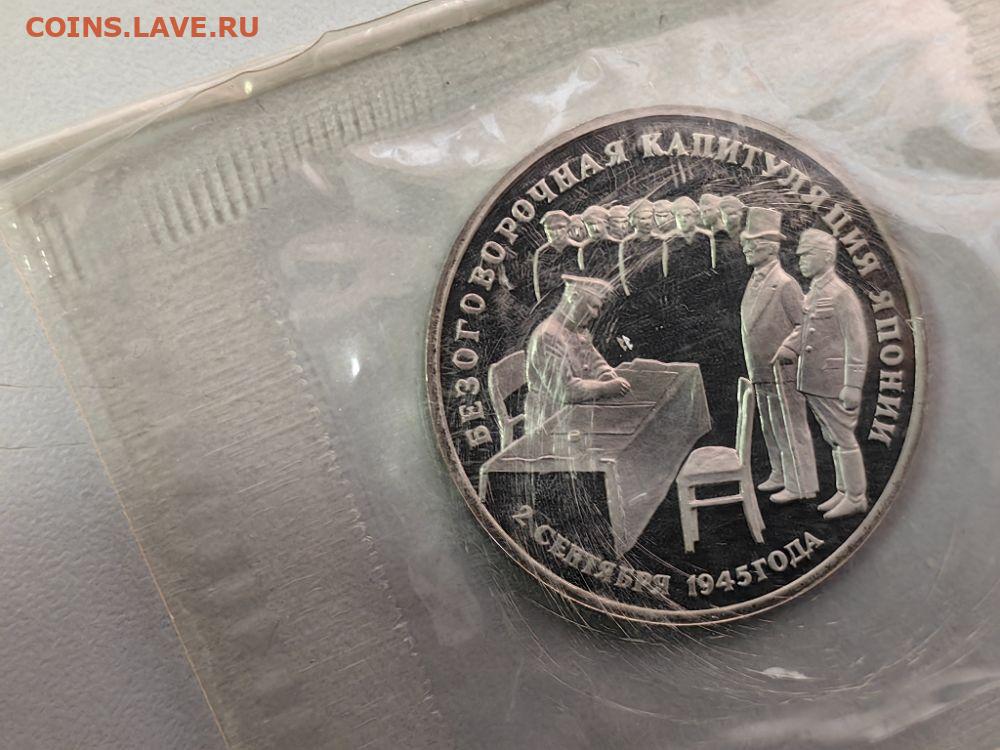 COINS.LAVE.RU
БЕЗОГОВОРОЧНАЯ КАПИТУЛЯЦИЯ ЯПОНИИ
2 СЕНТЯБРЯ 1945 ГОДА